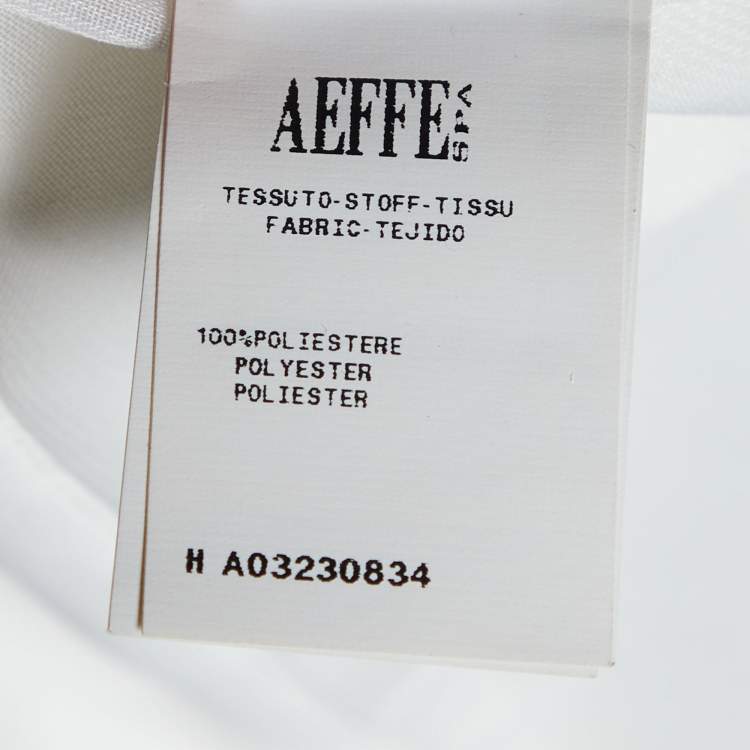 AEFFE SPA
TESSUTO-STOFF-TISSU
FABRIC-TEJIDO
100%POLIESTERE
POLYESTER
POLIESTER
H A03230834